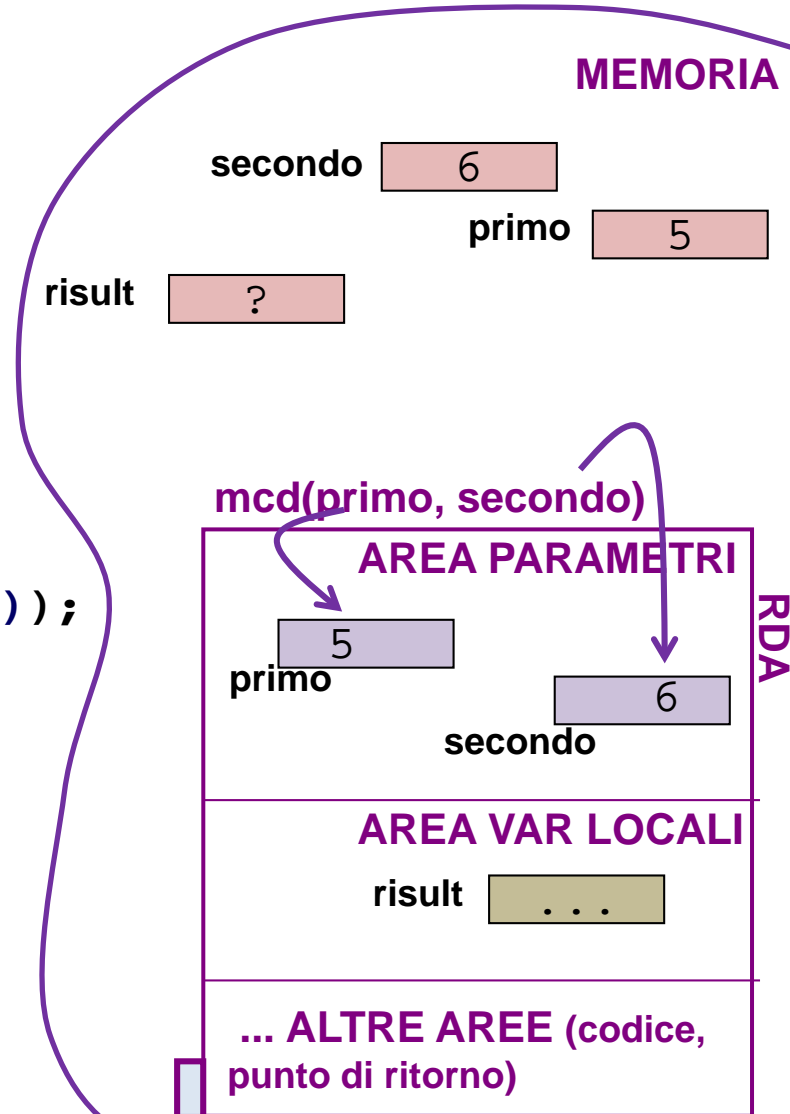 MEMORIA
secondo 6
primo 5
risult ?
mcd(primo, secondo)
AREA PARAMETRI
));
RDA
5
primo
6
secondo
AREA VAR LOCALI
risult ...
... ALTRE AREE (codice,
punto di ritorno)